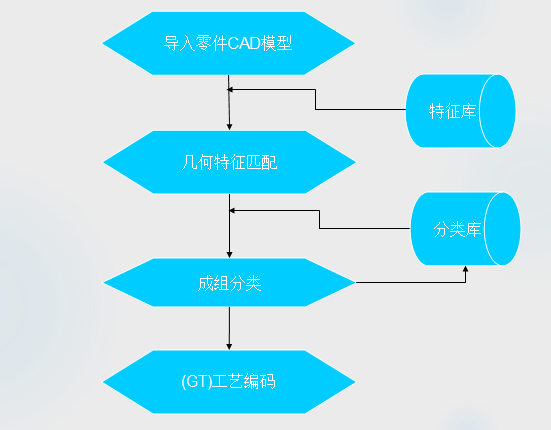 导入零件CAD模型
特征库
几何特征匹配
分类库
成组分类
(GT)工艺编码